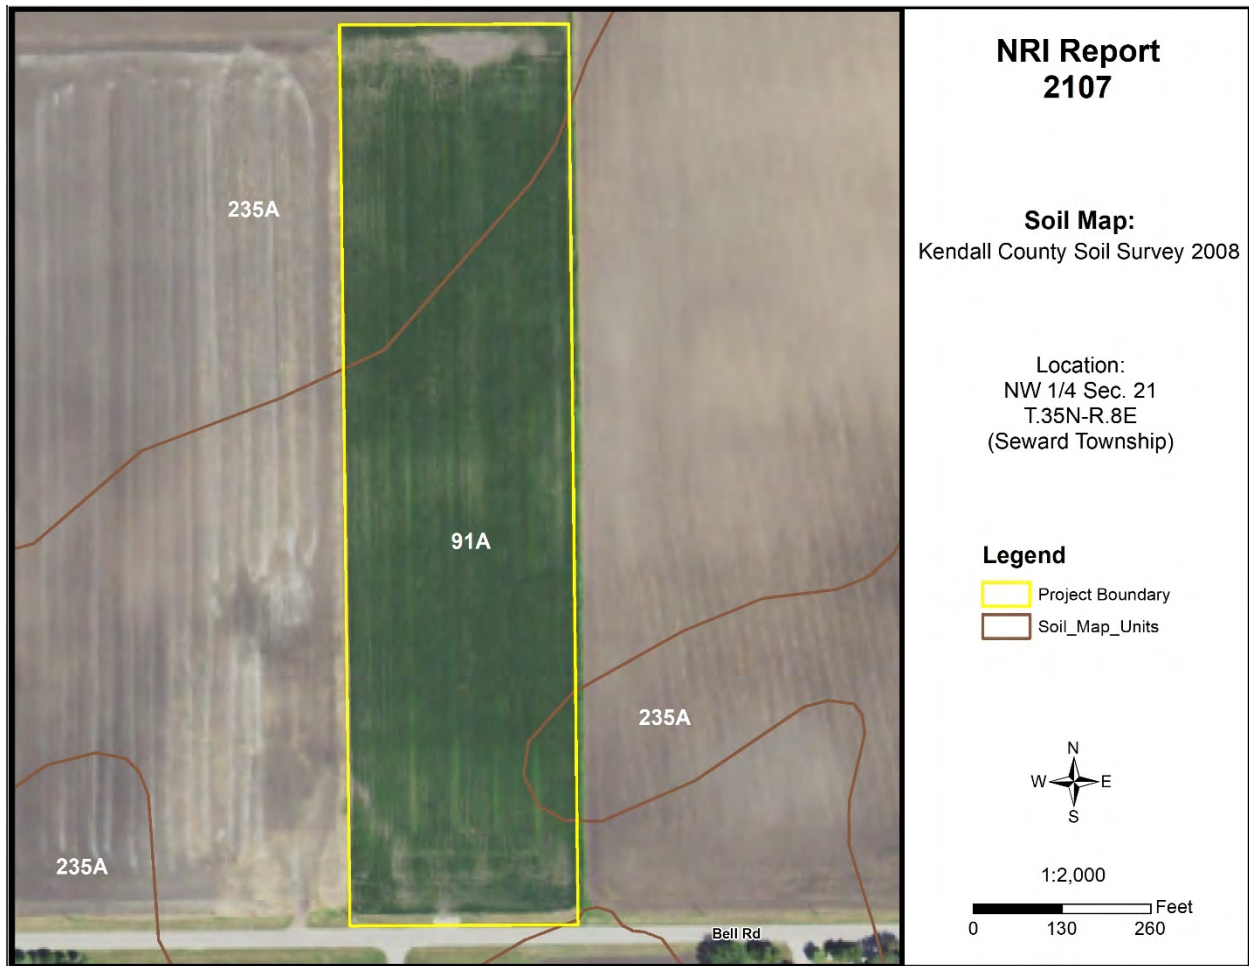 NRI Report
2107
Soil Map:
Kendall County Soil Survey 2008
Location:
NW 1/4 Sec. 21
T.35N-R.8E
(Seward Township)
Legend
Project Boundary
Soil_Map_Units
N
W E
S
1:2,000
Feet
0 130 260
235A
91A
235A
235A
Bell Rd